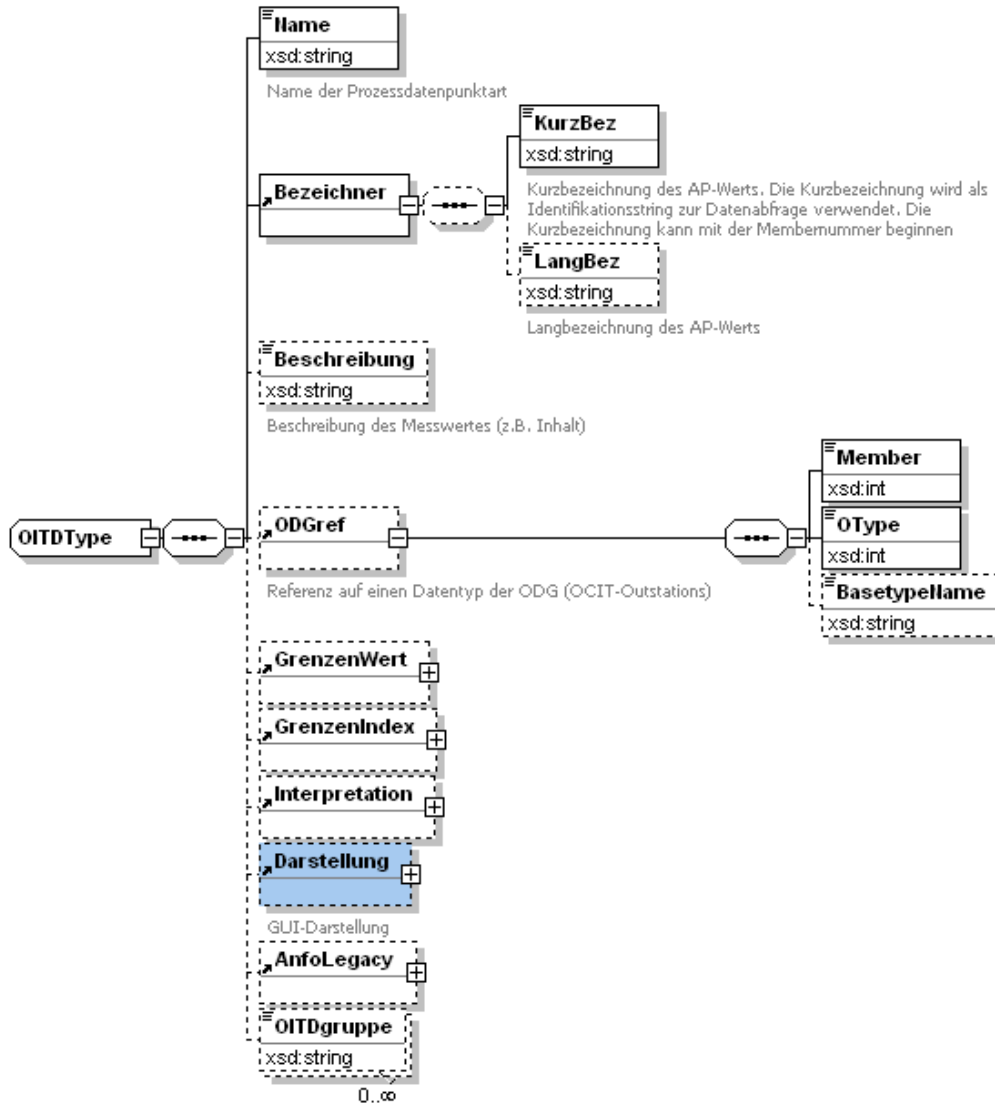 Name
xsd:string
Name der Prozessdatenpunktart
KurzBez
xsd:string
Kurzbezeichnung des AP-Werts. Die Kurzbezeichnung wird als
Identifikationsstring zur Datenabfrage verwendet. Die
Kurzbezeichnung kann mit der Membernummer beginnen
Bezeichner
LangBez
xsd:string
Langbezeichnung des AP-Werts
Beschreibung
xsd:string
Beschreibung des Messwertes (z.B. Inhalt)
OITDType
ODGref
Referenz auf einen Datentyp der ODG (OCIT-Outstations)
Member
xsd:int
OType
xsd:int
BasetypeName
xsd:string
GrenzenWert
GrenzenIndex
Interpretation
Darstellung
GUI-Darstellung
AnfoLegacy
OITDgruppe
xsd:string
0..∞